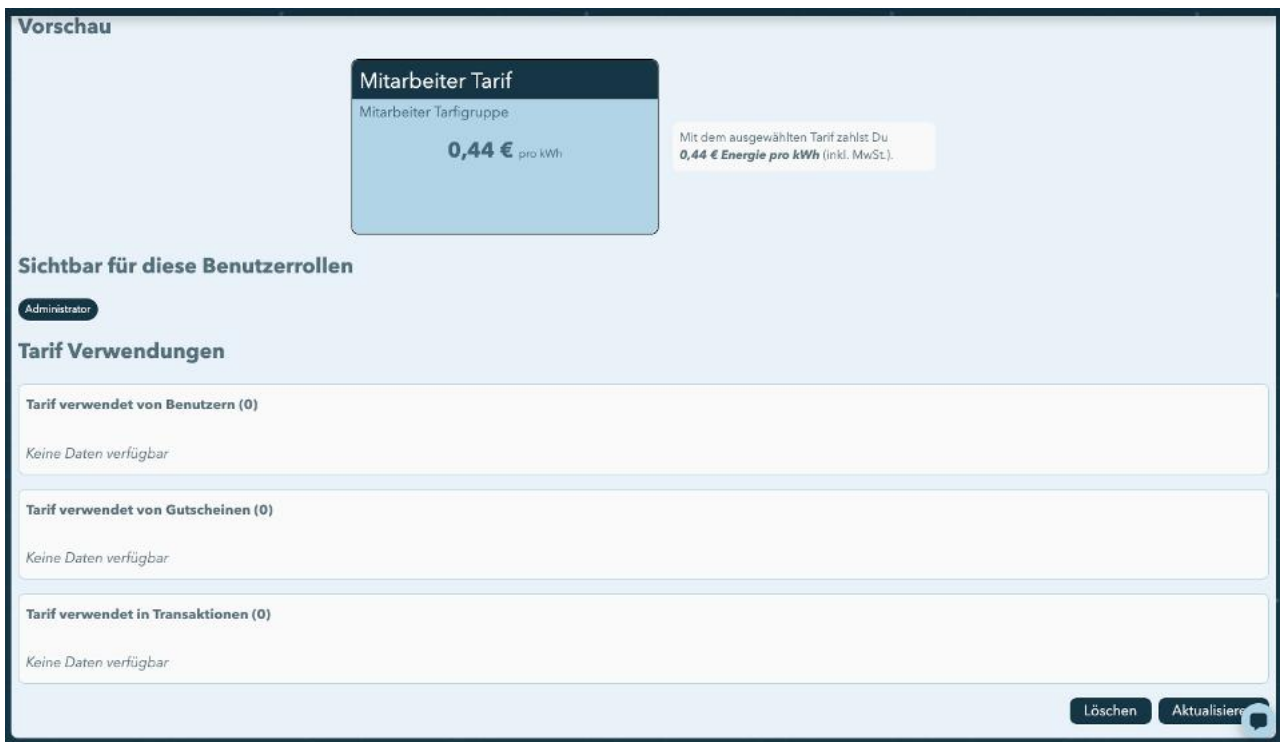 Vorschau
Mitarbeiter Tarif
Mitarbeiter Tarfigruppe
0,44 € pro kWh
Mit dem ausgewählten Tarif zahlst Du
0,44 € Energie pro kWh (inkl. MwSt.).
Sichtbar für diese Benutzerrollen
Administrator
Tarif Verwendungen
Tarif verwendet von Benutzern (0)
Keine Daten verfügbar
Tarif verwendet von Gutscheinen (0)
Keine Daten verfügbar
Tarif verwendet in Transaktionen (0)
Keine Daten verfügbar
Löschen
Aktualisiere